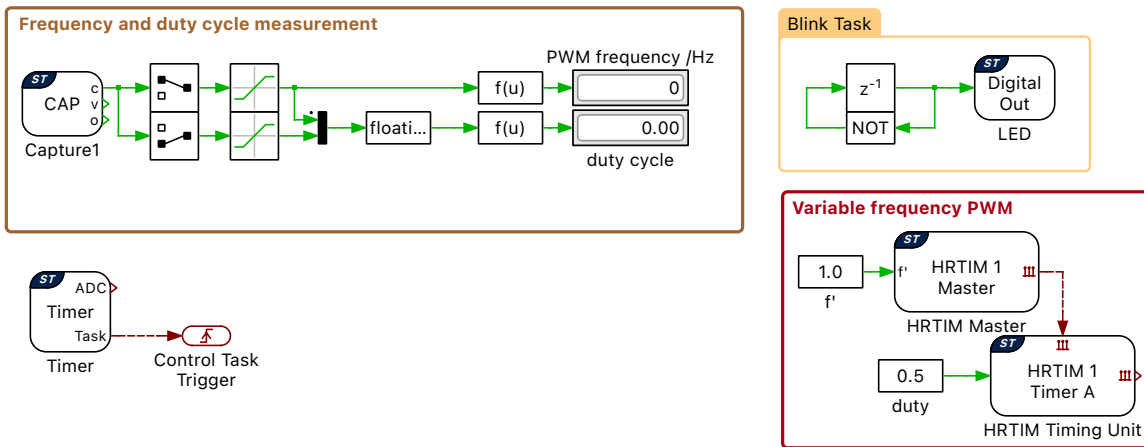 Frequency and duty cycle measurement
ST
CAP
c
v
o
Capture1
f(u)
PWM frequency /Hz
0
floati...
f(u)
0.00
duty cycle
Blink Task
z⁻¹
NOT
ST
Digital
Out
LED
ST
ADC
Timer
Task
Timer
Control Task
Trigger
Variable frequency PWM
1.0
f'
ST
f'
HRTIM 1
Master
HRTIM Master
0.5
duty
ST
HRTIM 1
Timer A
HRTIM Timing Unit